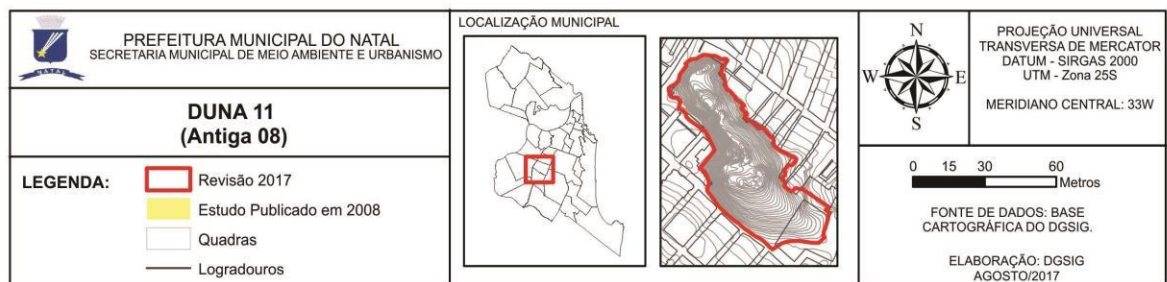 PREFEITURA MUNICIPAL DO NATAL
SECRETARIA MUNICIPAL DE MEIO AMBIENTE E URBANISMO
NATAL
DUNA 11
(Antiga 08)
LEGENDA:
Revisão 2017
Estudo Publicado em 2008
Quadras
Logradouros
LOCALIZAÇÃO MUNICIPAL
N
W
E
S
PROJEÇÃO UNIVERSAL
TRANSVERSA DE MERCATOR
DATUM - SIRGAS 2000
UTM - Zona 25S
MERIDIANO CENTRAL: 33W
0 15 30 60
Metros
FONTE DE DADOS: BASE
CARTOGRÁFICA DO DGSIG.
ELABORAÇÃO: DGSIG
AGOSTO/2017